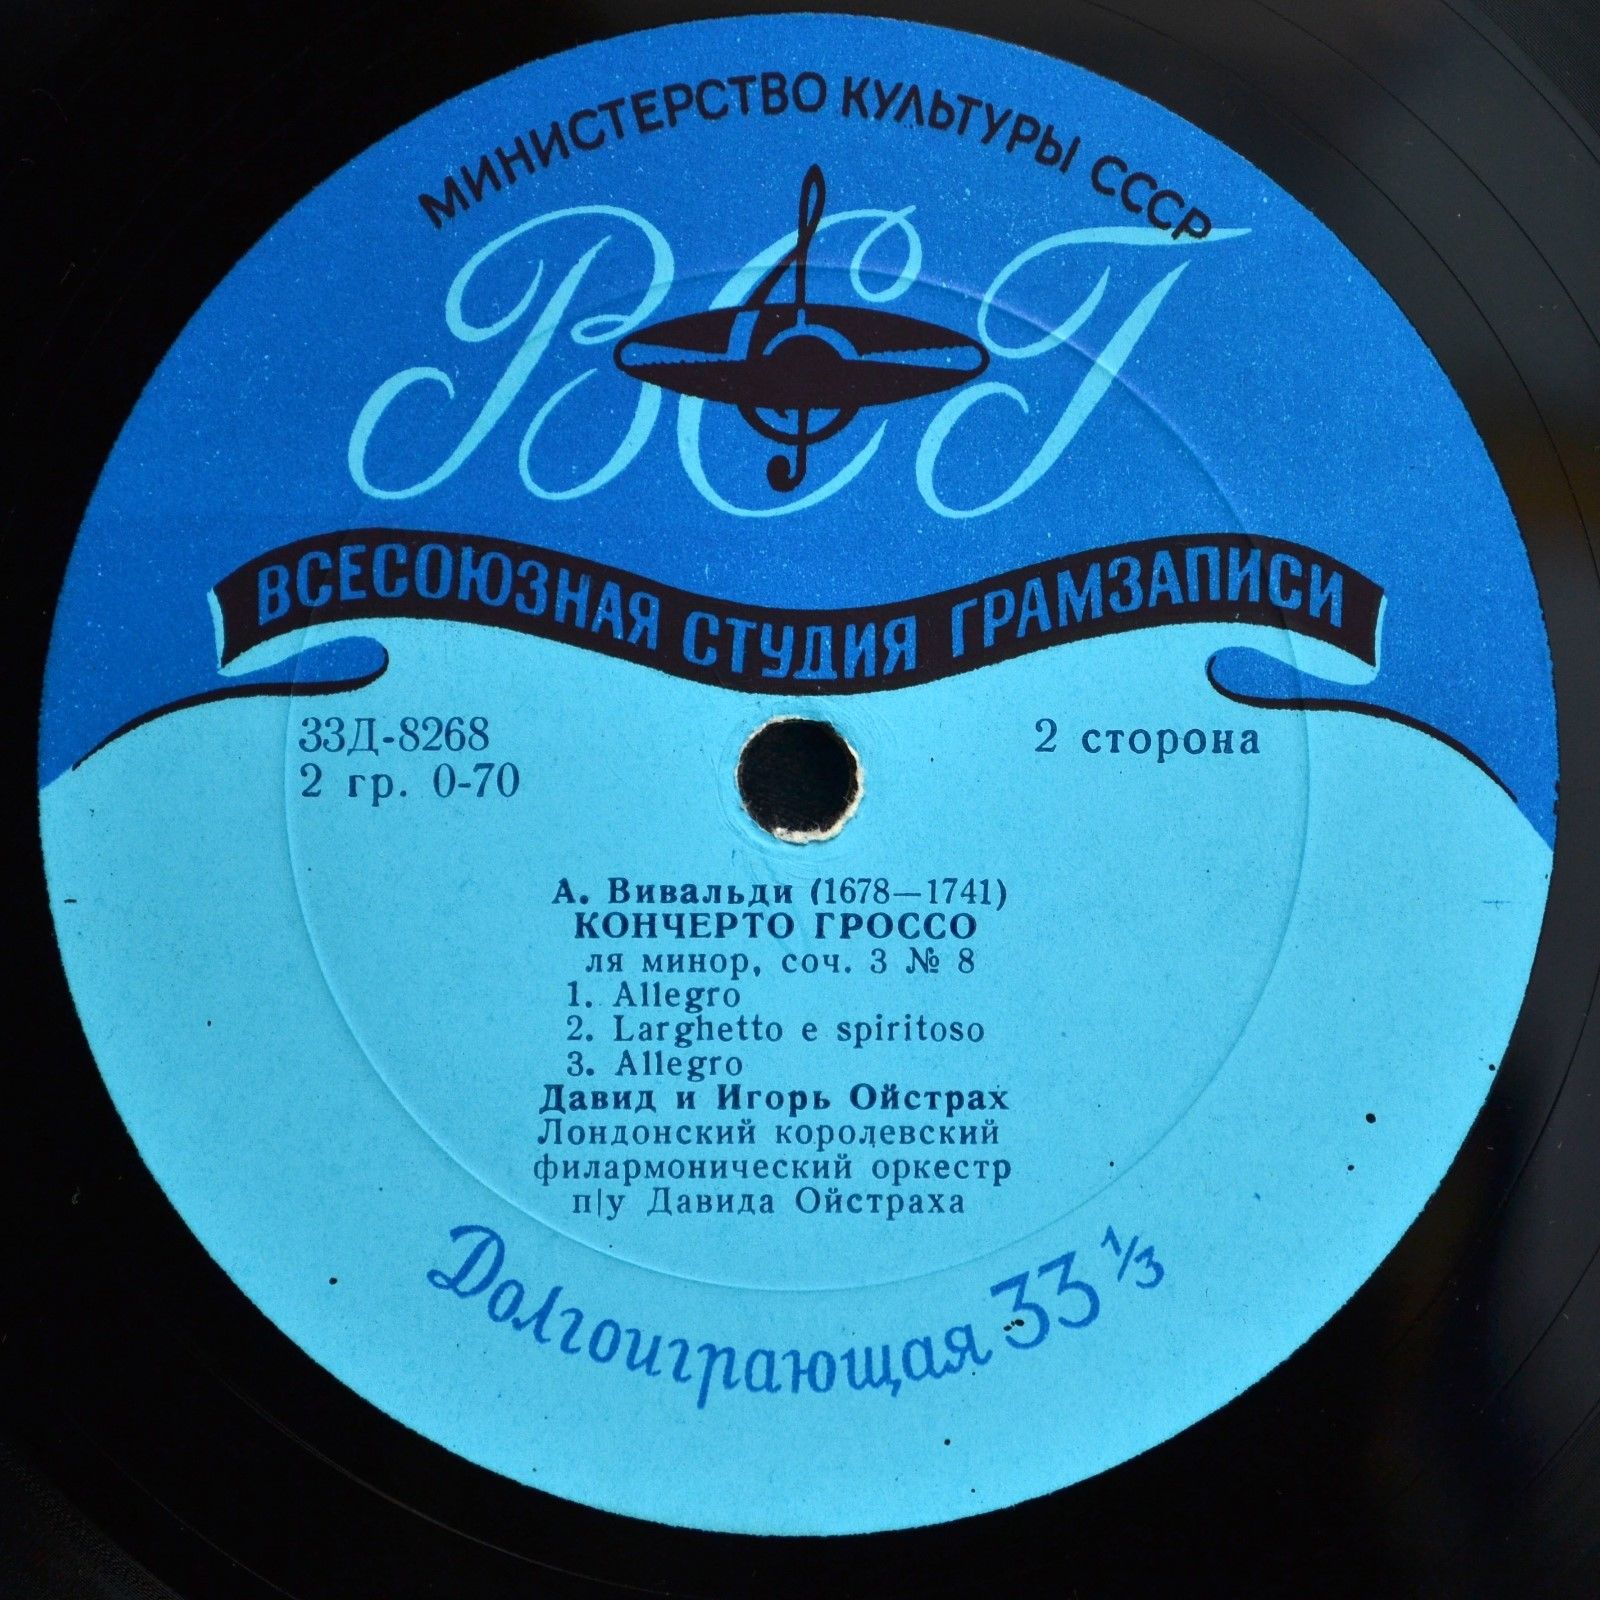 МИНИСТЕРСТВО КУЛЬТУРЫ СССР
ВСГ
ВСЕСОЮЗНАЯ СТУДИЯ ГРАМЗАПИСИ
33Д-8268
2 гр. 0-70
2 сторона
А. Вивальди (1678—1741)
КОНЧЕРТО ГРОССО
ля минор, соч. 3 № 8
1. Allegro
2. Larghetto e spiritoso
3. Allegro
Давид и Игорь Ойстрах
Лондонский королевский
филармонический оркестр
п|у Давида Ойстраха
Долгоиграющая 33 1/3